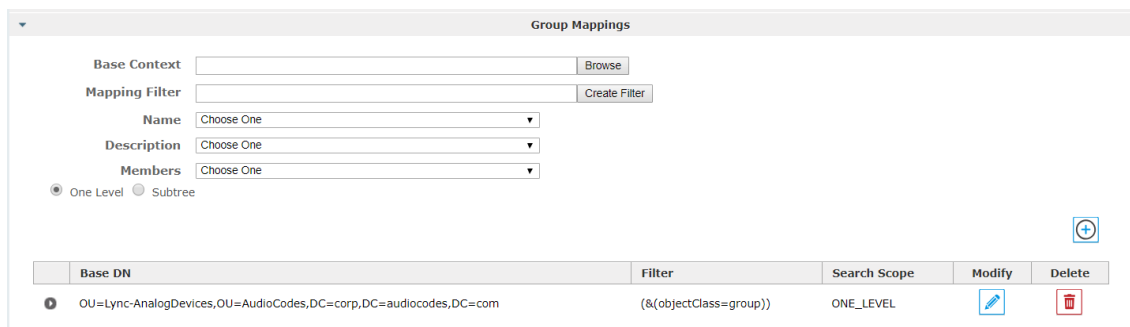 Group Mappings
Base Context Browse
Mapping Filter Create Filter
Name Choose One
Description Choose One
Members Choose One
One Level Subtree
Base DN Filter Search Scope Modify Delete
OU=Lync-AnalogDevices,OU=AudioCodes,DC=corp,DC=audiocodes,DC=com (&(objectClass=group)) ONE_LEVEL